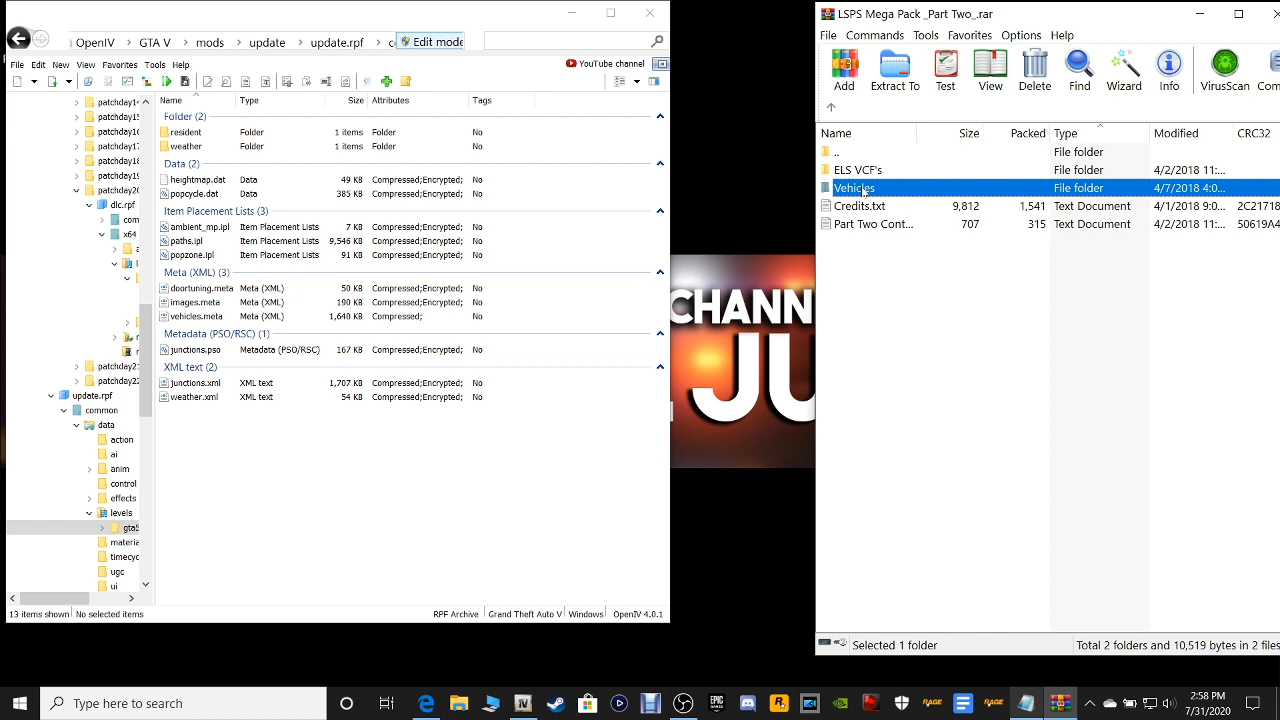 OpenIV > GTA V > mods > update > update.rpf > Edit mode
YouTube channel
File Edit View Tools Help
Name Type Size Attributes Tags
Folder (2)
resident Folder 1 items Folder No
weather Folder 1 items Folder No
Data (2)
heightmap.dat Data 49 KB Compressed;Encrypted; No
popcycle.dat Data 385 KB Compressed;Encrypted; No
Item Placement Lists (3)
Item Placement Lists 7 KB Compressed;Encrypted; No
paths.ipl Item Placement Lists 9,546 KB Compressed;Encrypted; No
popzone.ipl Item Placement Lists 91 KB Compressed;Encrypted; No
Meta (XML) (3)
doortuning.meta Meta (XML) 50 KB Compressed;Encrypted; No
images.meta Meta (XML) 190 KB Compressed;Encrypted; No
vehicles.meta Meta (XML) 1,640 KB Compressed; No
Metadata (PSO/RSC) (1)
junctions.pso Metadata (PSO/RSC) 167 KB Compressed;Encrypted; No
XML text (2)
junctions.xml XML text 1,707 KB Compressed;Encrypted; No
weather.xml XML text 54 KB Compressed;Encrypted; No
dlc.rpf
patchday22
update.rpf
common
data
action
ai
anim
control
effects
levels
gta5
materia
timecyc
ugc
ui
13 items shown No selected items RPF Archive Grand Theft Auto V Windows OpenIV 4.0.1
CHANN
JU
LSPS Mega Pack _Part Two_.rar
File Commands Tools Favorites Options Help
Add Extract To Test View Delete Find Wizard Info VirusScan
Name Size Packed Type Modified CRC32
.. File folder
ELS VCF's File folder 4/2/2018 11:...
Vehicles File folder 4/7/2018 4:0...
Credits.txt 9,812 1,541 Text Document 4/1/2018 9:0... 2C21718
Part Two Cont... 707 315 Text Document 4/2/2018 11:... 50619A4
Selected 1 folder Total 2 folders and 10,519 bytes in 2 files
Type here to search
EPIC GAMES
RAGE
RAGE
2:58 PM
7/31/2020